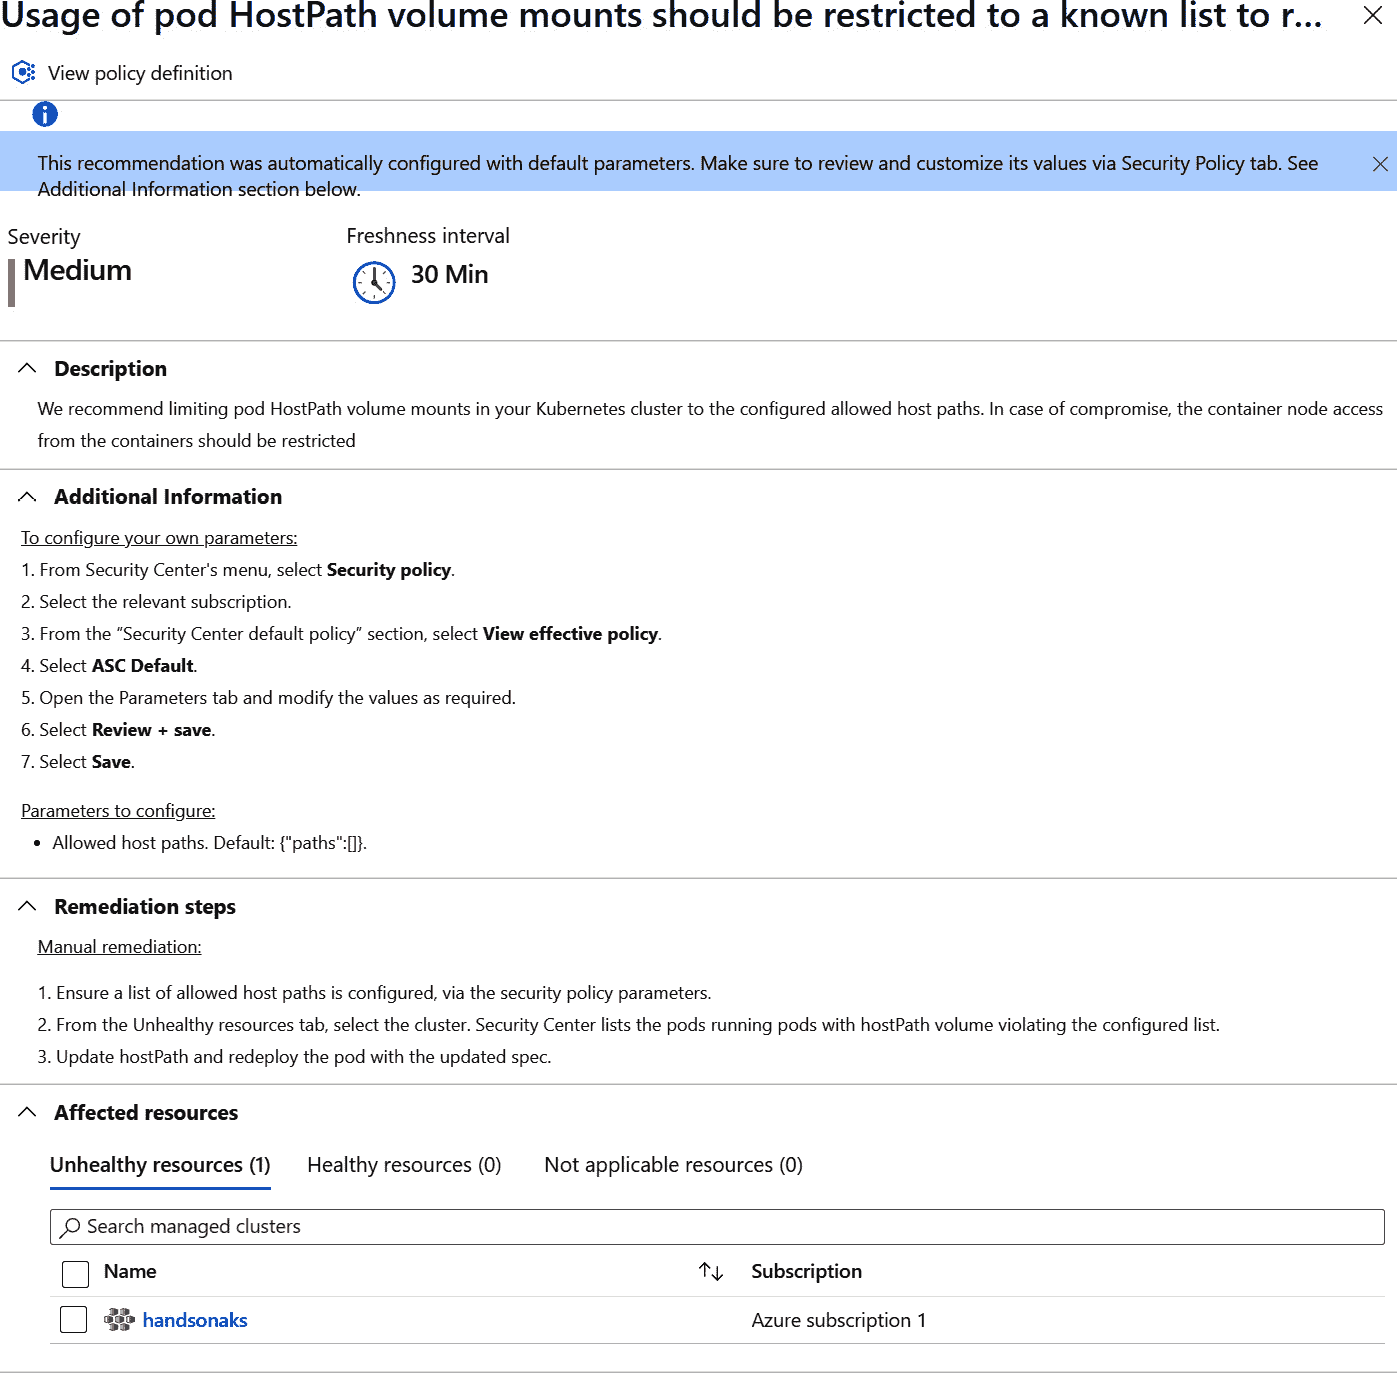 Usage of pod HostPath volume mounts should be restricted to a known list to r...
View policy definition
This recommendation was automatically configured with default parameters. Make sure to review and customize its values via Security Policy tab. See
Additional Information section below.
Severity
Freshness interval
Medium
30 Min
Description
We recommend limiting pod HostPath volume mounts in your Kubernetes cluster to the configured allowed host paths. In case of compromise, the container node access
from the containers should be restricted
Additional Information
To configure your own parameters:
1. From Security Center's menu, select Security policy.
2. Select the relevant subscription.
3. From the “Security Center default policy” section, select View effective policy.
4. Select ASC Default.
5. Open the Parameters tab and modify the values as required.
6. Select Review + save.
7. Select Save.
Parameters to configure:
• Allowed host paths. Default: {"paths":[]}.
Remediation steps
Manual remediation:
1. Ensure a list of allowed host paths is configured, via the security policy parameters.
2. From the Unhealthy resources tab, select the cluster. Security Center lists the pods running pods with hostPath volume violating the configured list.
3. Update hostPath and redeploy the pod with the updated spec.
Affected resources
Unhealthy resources (1) Healthy resources (0) Not applicable resources (0)
Search managed clusters
Name Subscription
handsonaks Azure subscription 1